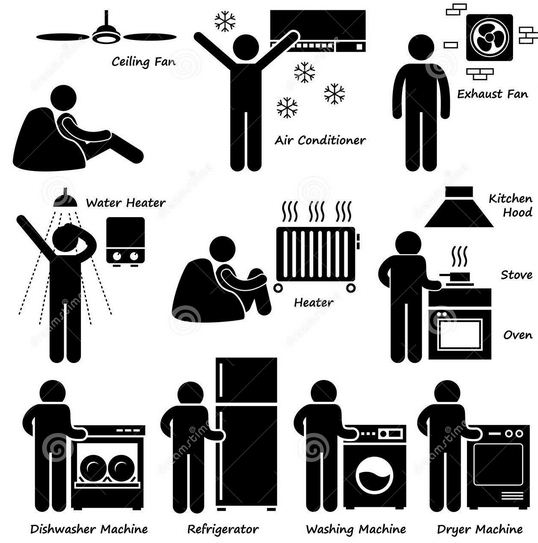 Ceiling Fan
Air Conditioner
Exhaust Fan
Water Heater
Heater
Kitchen
Hood
Stove
Oven
Dishwasher Machine
Refrigerator
Washing Machine
Dryer Machine
dreamstime